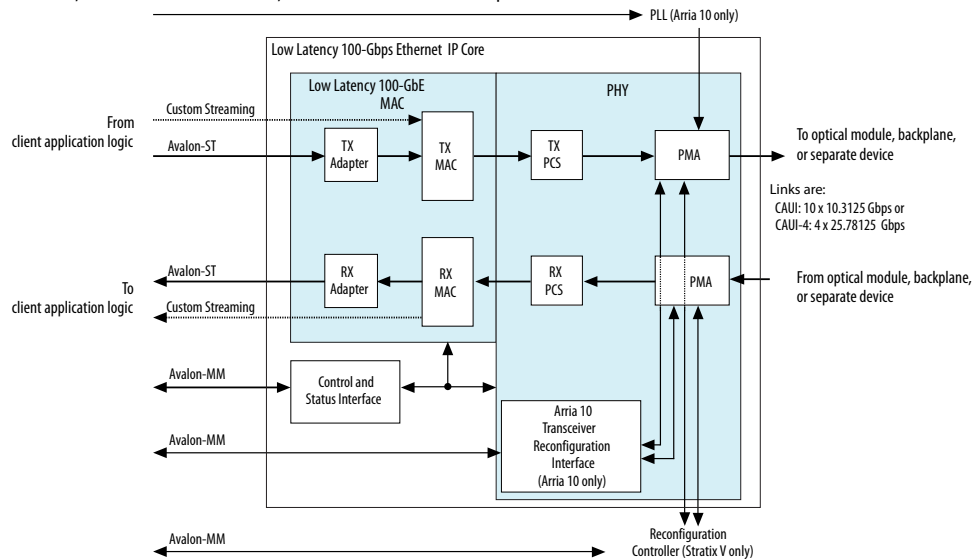 PLL (Arria 10 only)
Low Latency 100-Gbps Ethernet IP Core
Low Latency 100-GbE
MAC
PHY
Custom Streaming
From
client application logic
Avalon-ST
TX
Adapter
TX
MAC
TX
PCS
PMA
To optical module, backplane,
or separate device
Links are:
CAUI: 10 x 10.3125 Gbps or
CAUI-4: 4 x 25.78125 Gbps
Avalon-ST
To
client application logic
RX
Adapter
RX
MAC
RX
PCS
PMA
From optical module, backplane,
or separate device
Custom Streaming
Avalon-MM
Control and
Status Interface
Arria 10
Transceiver
Reconfiguration
Interface
(Arria 10 only)
Avalon-MM
Avalon-MM
Reconfiguration
Controller (Stratix V only)